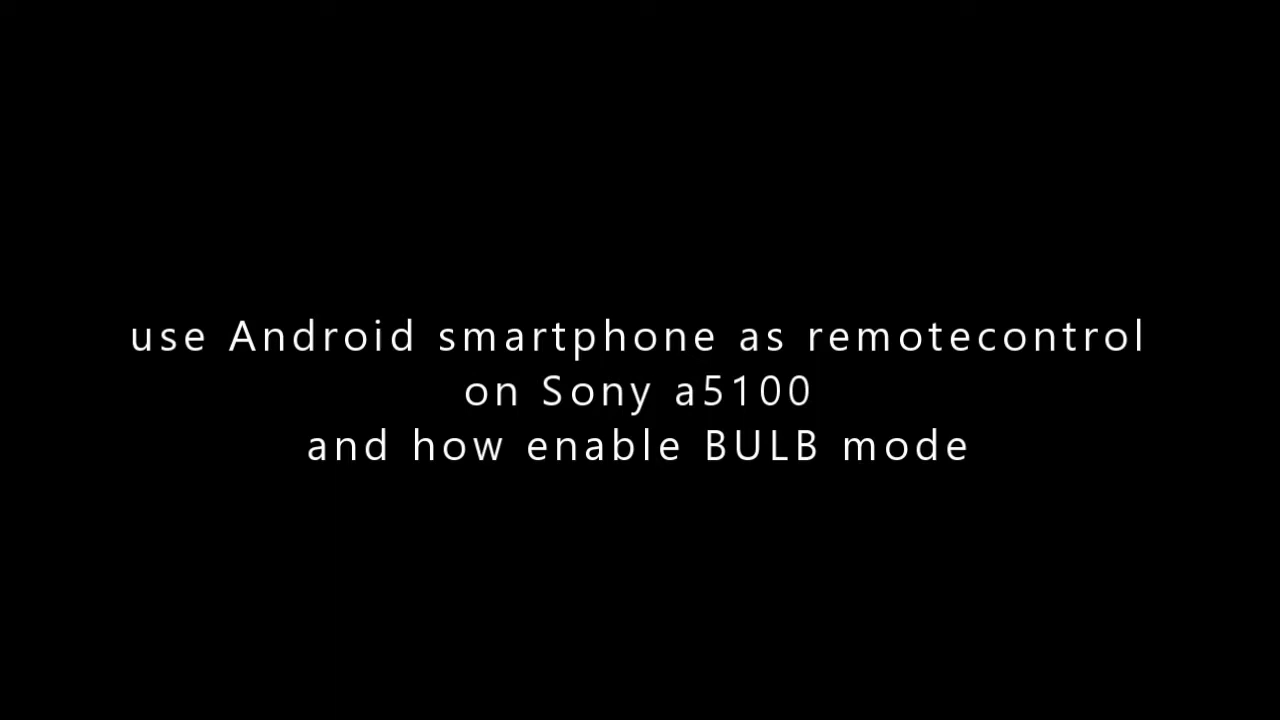 use Android smartphone as remotecontrol
on Sony a5100
and how enable BULB mode